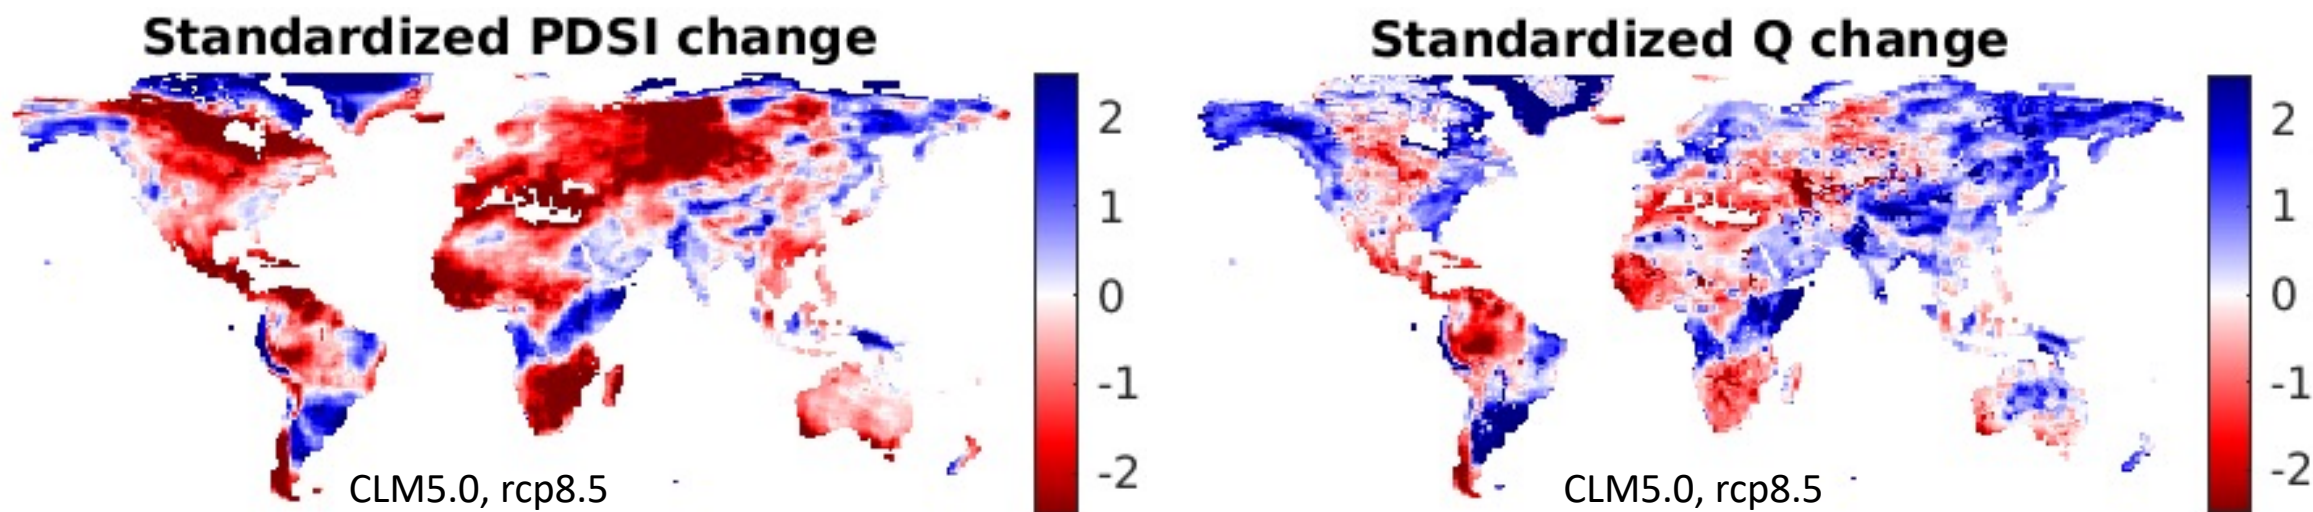 Standardized PDSI change
2
1
0
-1
-2
CLM5.0, rcp8.5
Standardized Q change
2
1
0
-1
-2
CLM5.0, rcp8.5